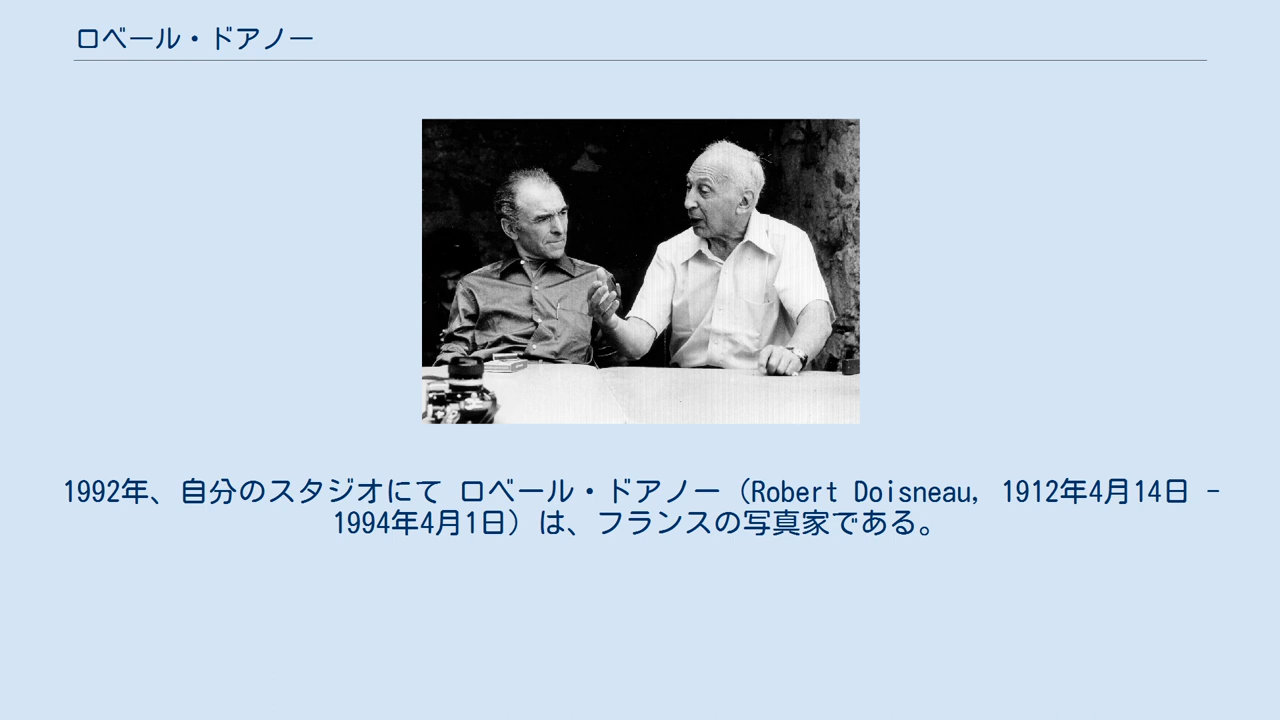 ロベール・ドアノー
1992年、自分のスタジオにて ロベール・ドアノー（Robert Doisneau, 1912年4月14日 -
1994年4月1日）は、フランスの写真家である。